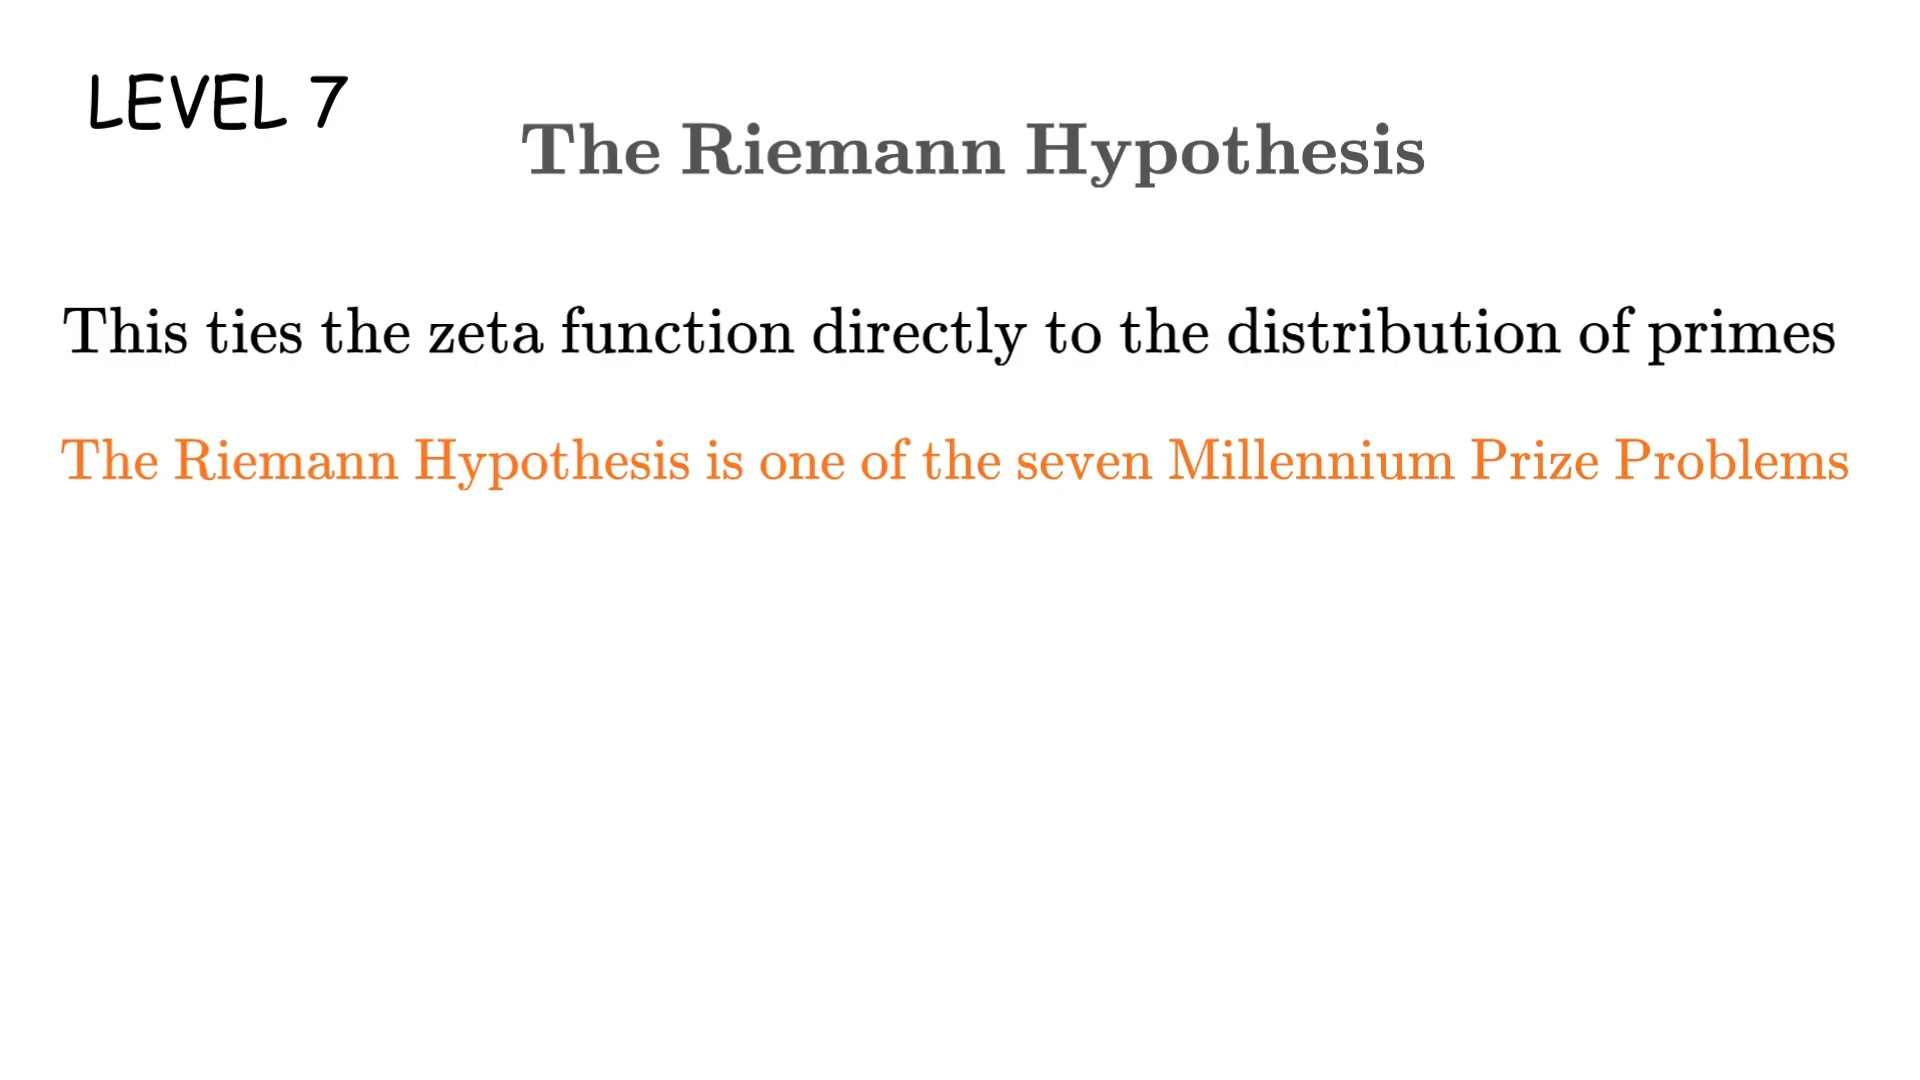 LEVEL 7
The Riemann Hypothesis
This ties the zeta function directly to the distribution of primes
The Riemann Hypothesis is one of the seven Millennium Prize Problems